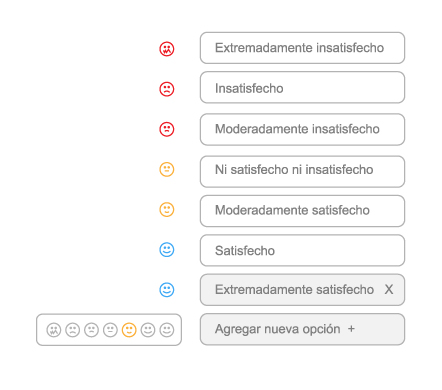 Extremadamente insatisfecho
Insatisfecho
Moderadamente insatisfecho
Ni satisfecho ni insatisfecho
Moderadamente satisfecho
Satisfecho
Extremadamente satisfecho X
Agregar nueva opción +